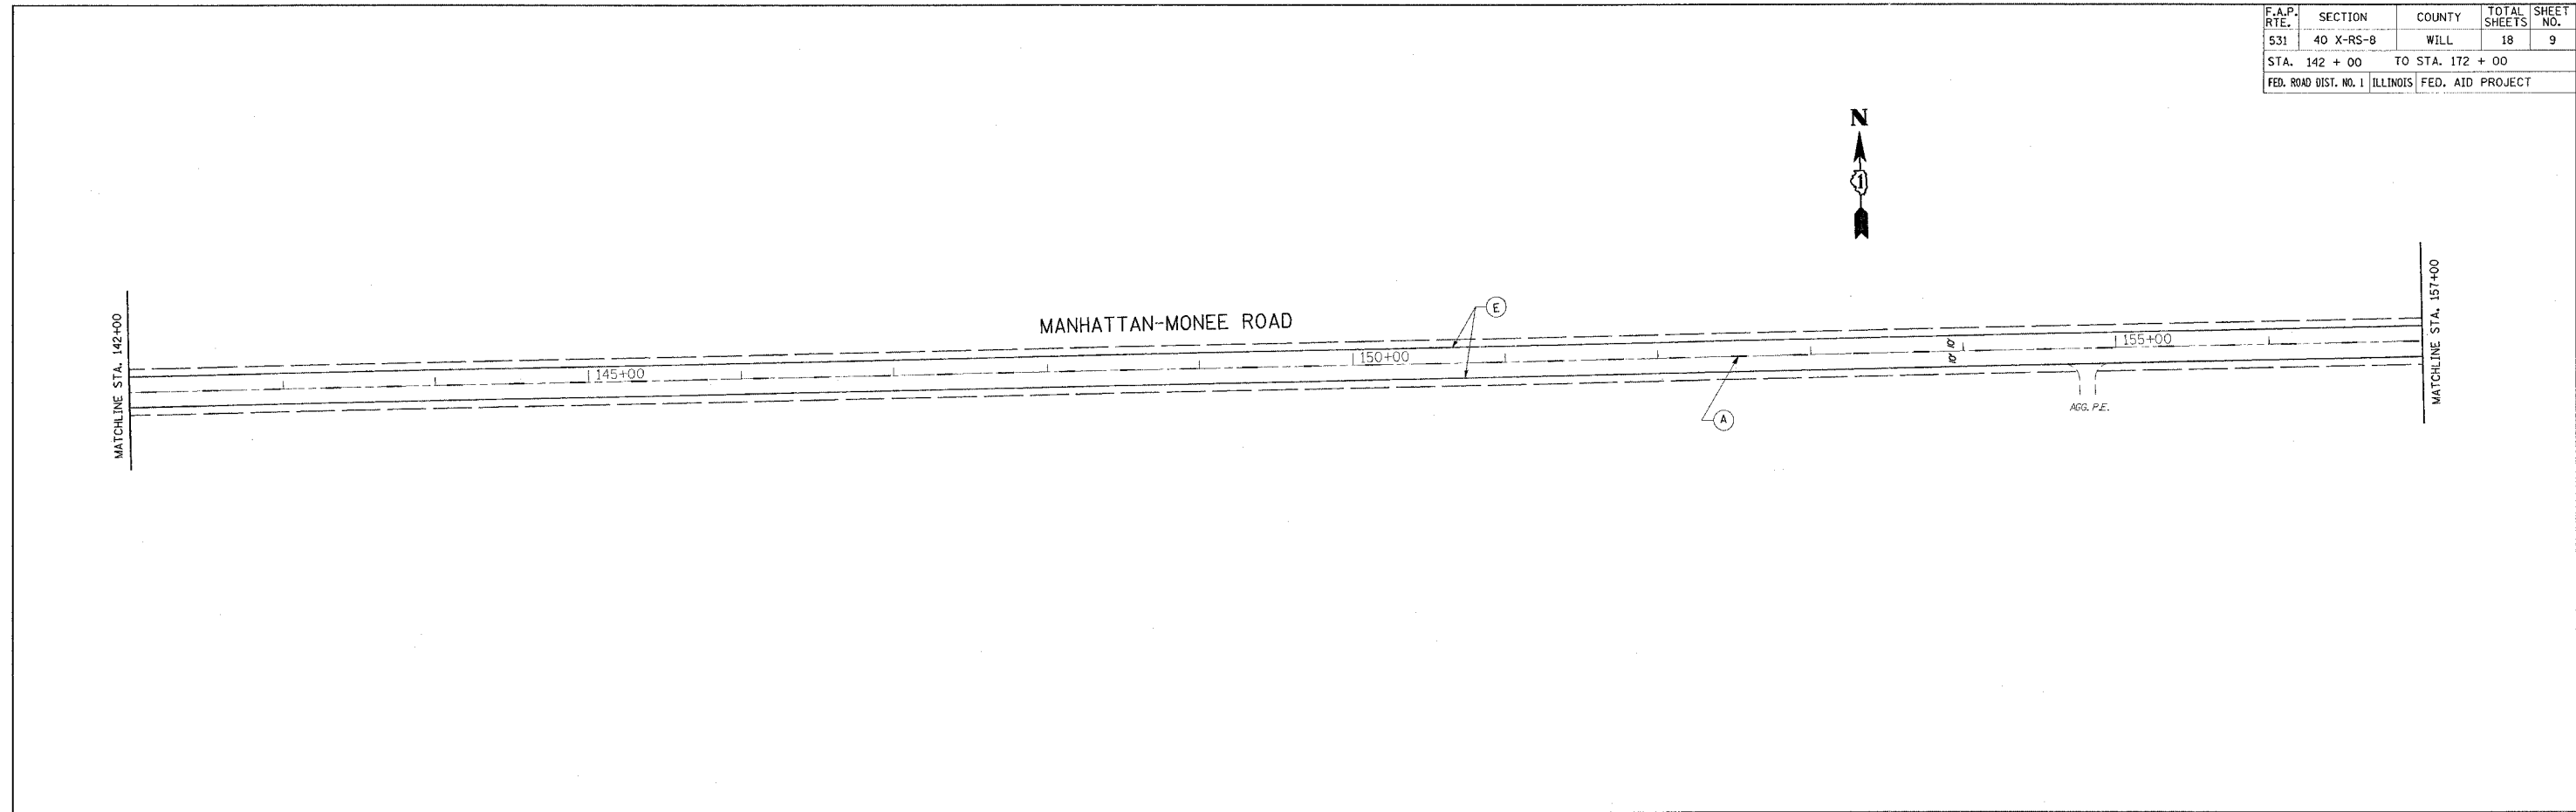 F.A.P. RTE. SECTION COUNTY TOTAL SHEETS SHEET NO.
531 40 X-RS-8 WILL 18 9
STA. 142 + 00 TO STA. 172 + 00
FED. ROAD DIST. NO. 1 ILLINOIS FED. AID PROJECT
N
1
MATCHLINE STA. 142+00
MANHATTAN-MONEE ROAD
E
145+00
150+00
155+00
A
AGG. P.E.
MATCHLINE STA. 157+00